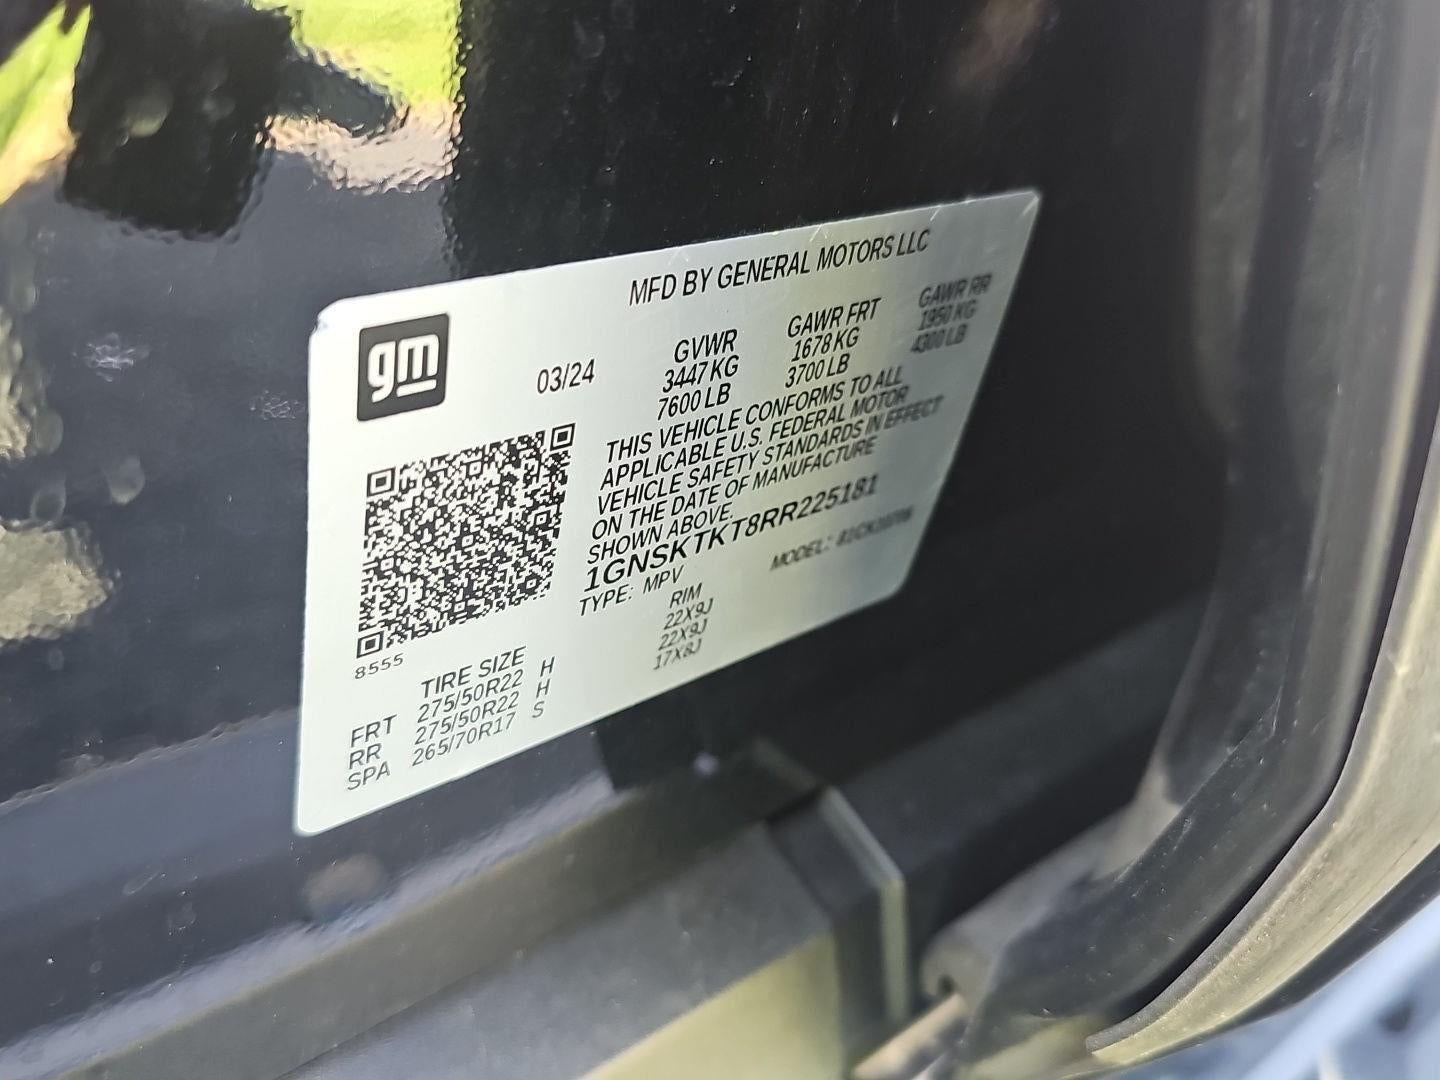 MFD BY GENERAL MOTORS LLC
gm
03/24
GVWR GAWR FRT GAWR RR
3447 KG 1678 KG 1950 KG
7600 LB 3700 LB 4300 LB
THIS VEHICLE CONFORMS TO ALL
APPLICABLE U.S. FEDERAL MOTOR
VEHICLE SAFETY STANDARDS IN EFFECT
ON THE DATE OF MANUFACTURE
SHOWN ABOVE.
1GNSKTKT8RR225181
TYPE: MPV MODEL:
8555
TIRE SIZE RIM
FRT 275/50R22 H 22X9J
RR 275/50R22 H 22X9J
SPA 265/70R17 S 17X8J